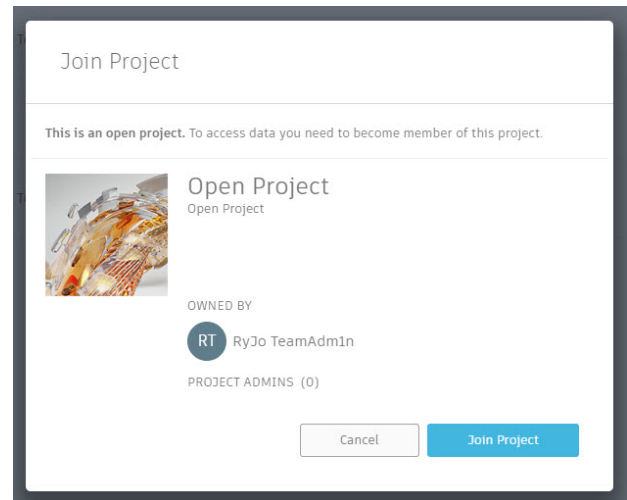 Join Project
This is an open project. To access data you need to become member of this project.
Open Project
Open Project
OWNED BY
RT RyJo TeamAdm1n
PROJECT ADMINS (0)
Cancel Join Project